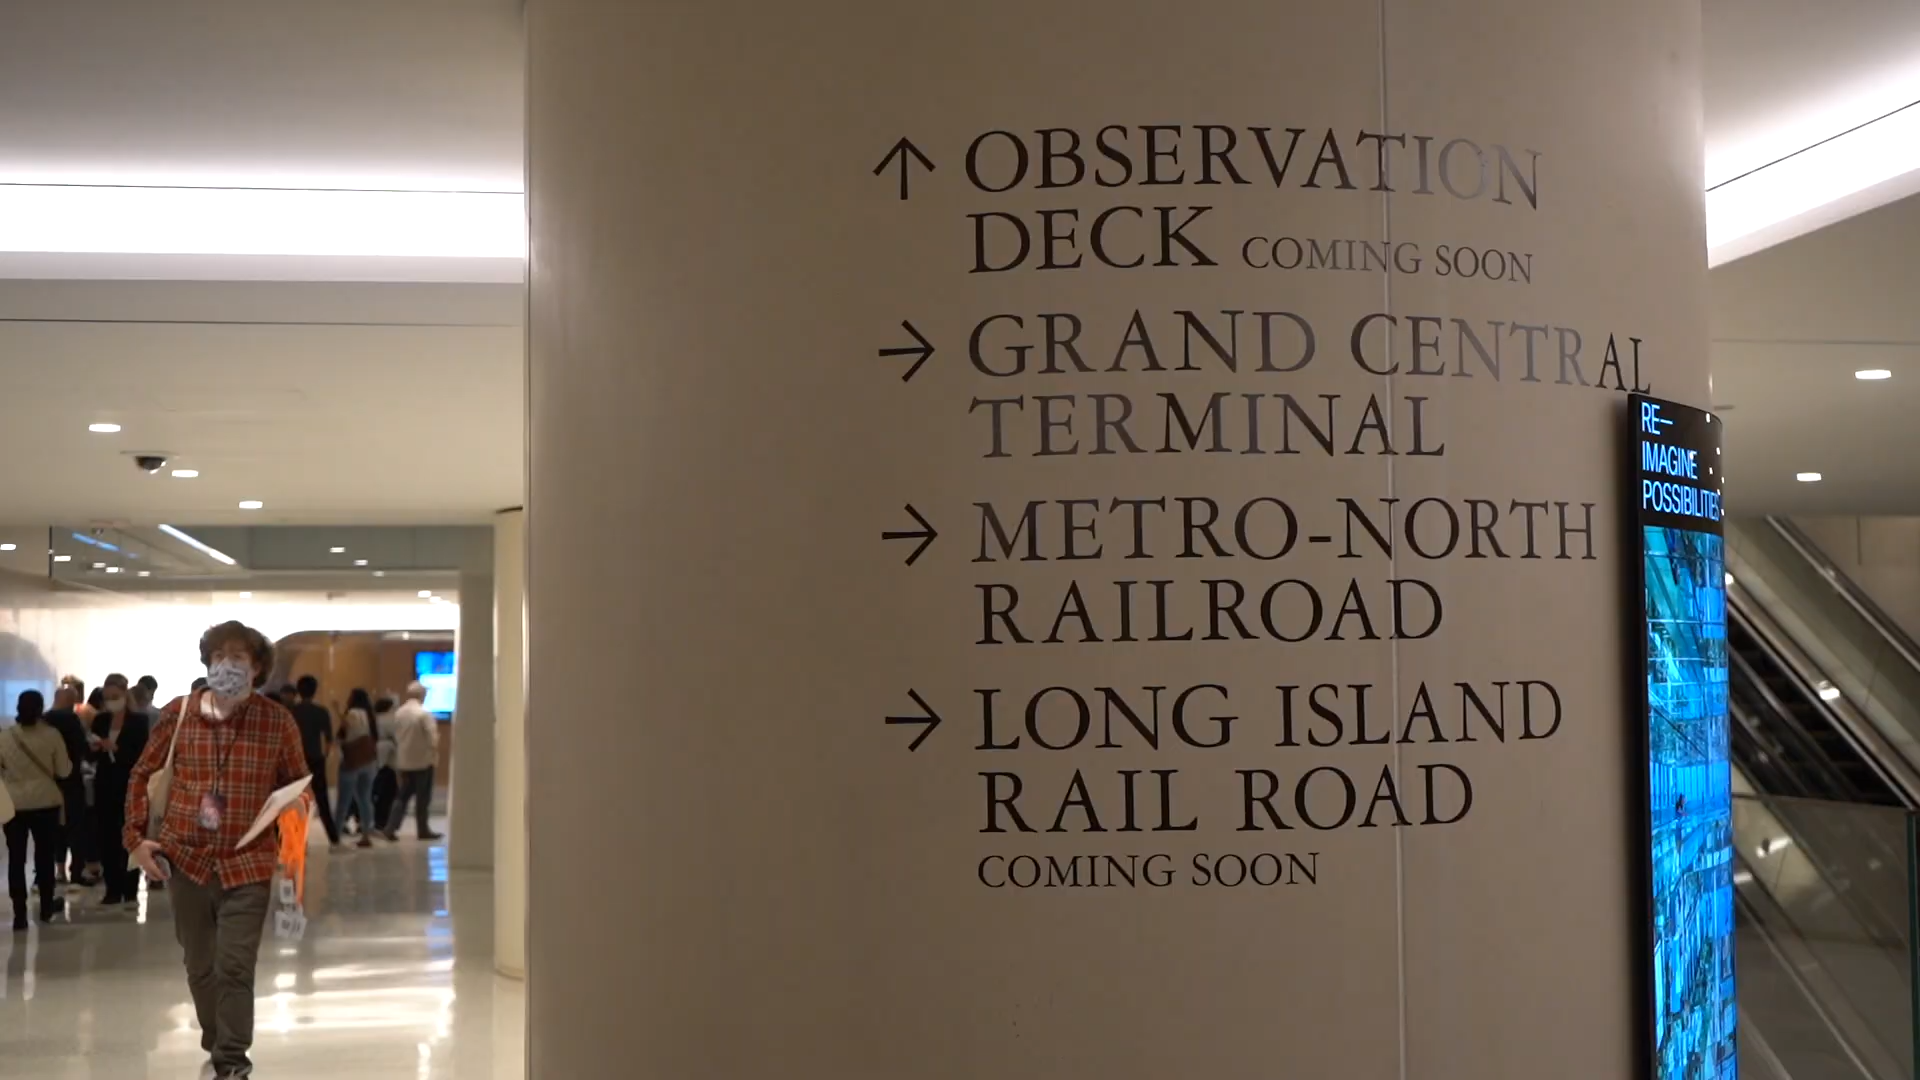 ↑ OBSERVATION
DECK COMING SOON
→ GRAND CENTRAL
TERMINAL
→ METRO-NORTH
RAILROAD
→ LONG ISLAND
RAIL ROAD
COMING SOON
RE—
IMAGINE
POSSIBILITIES